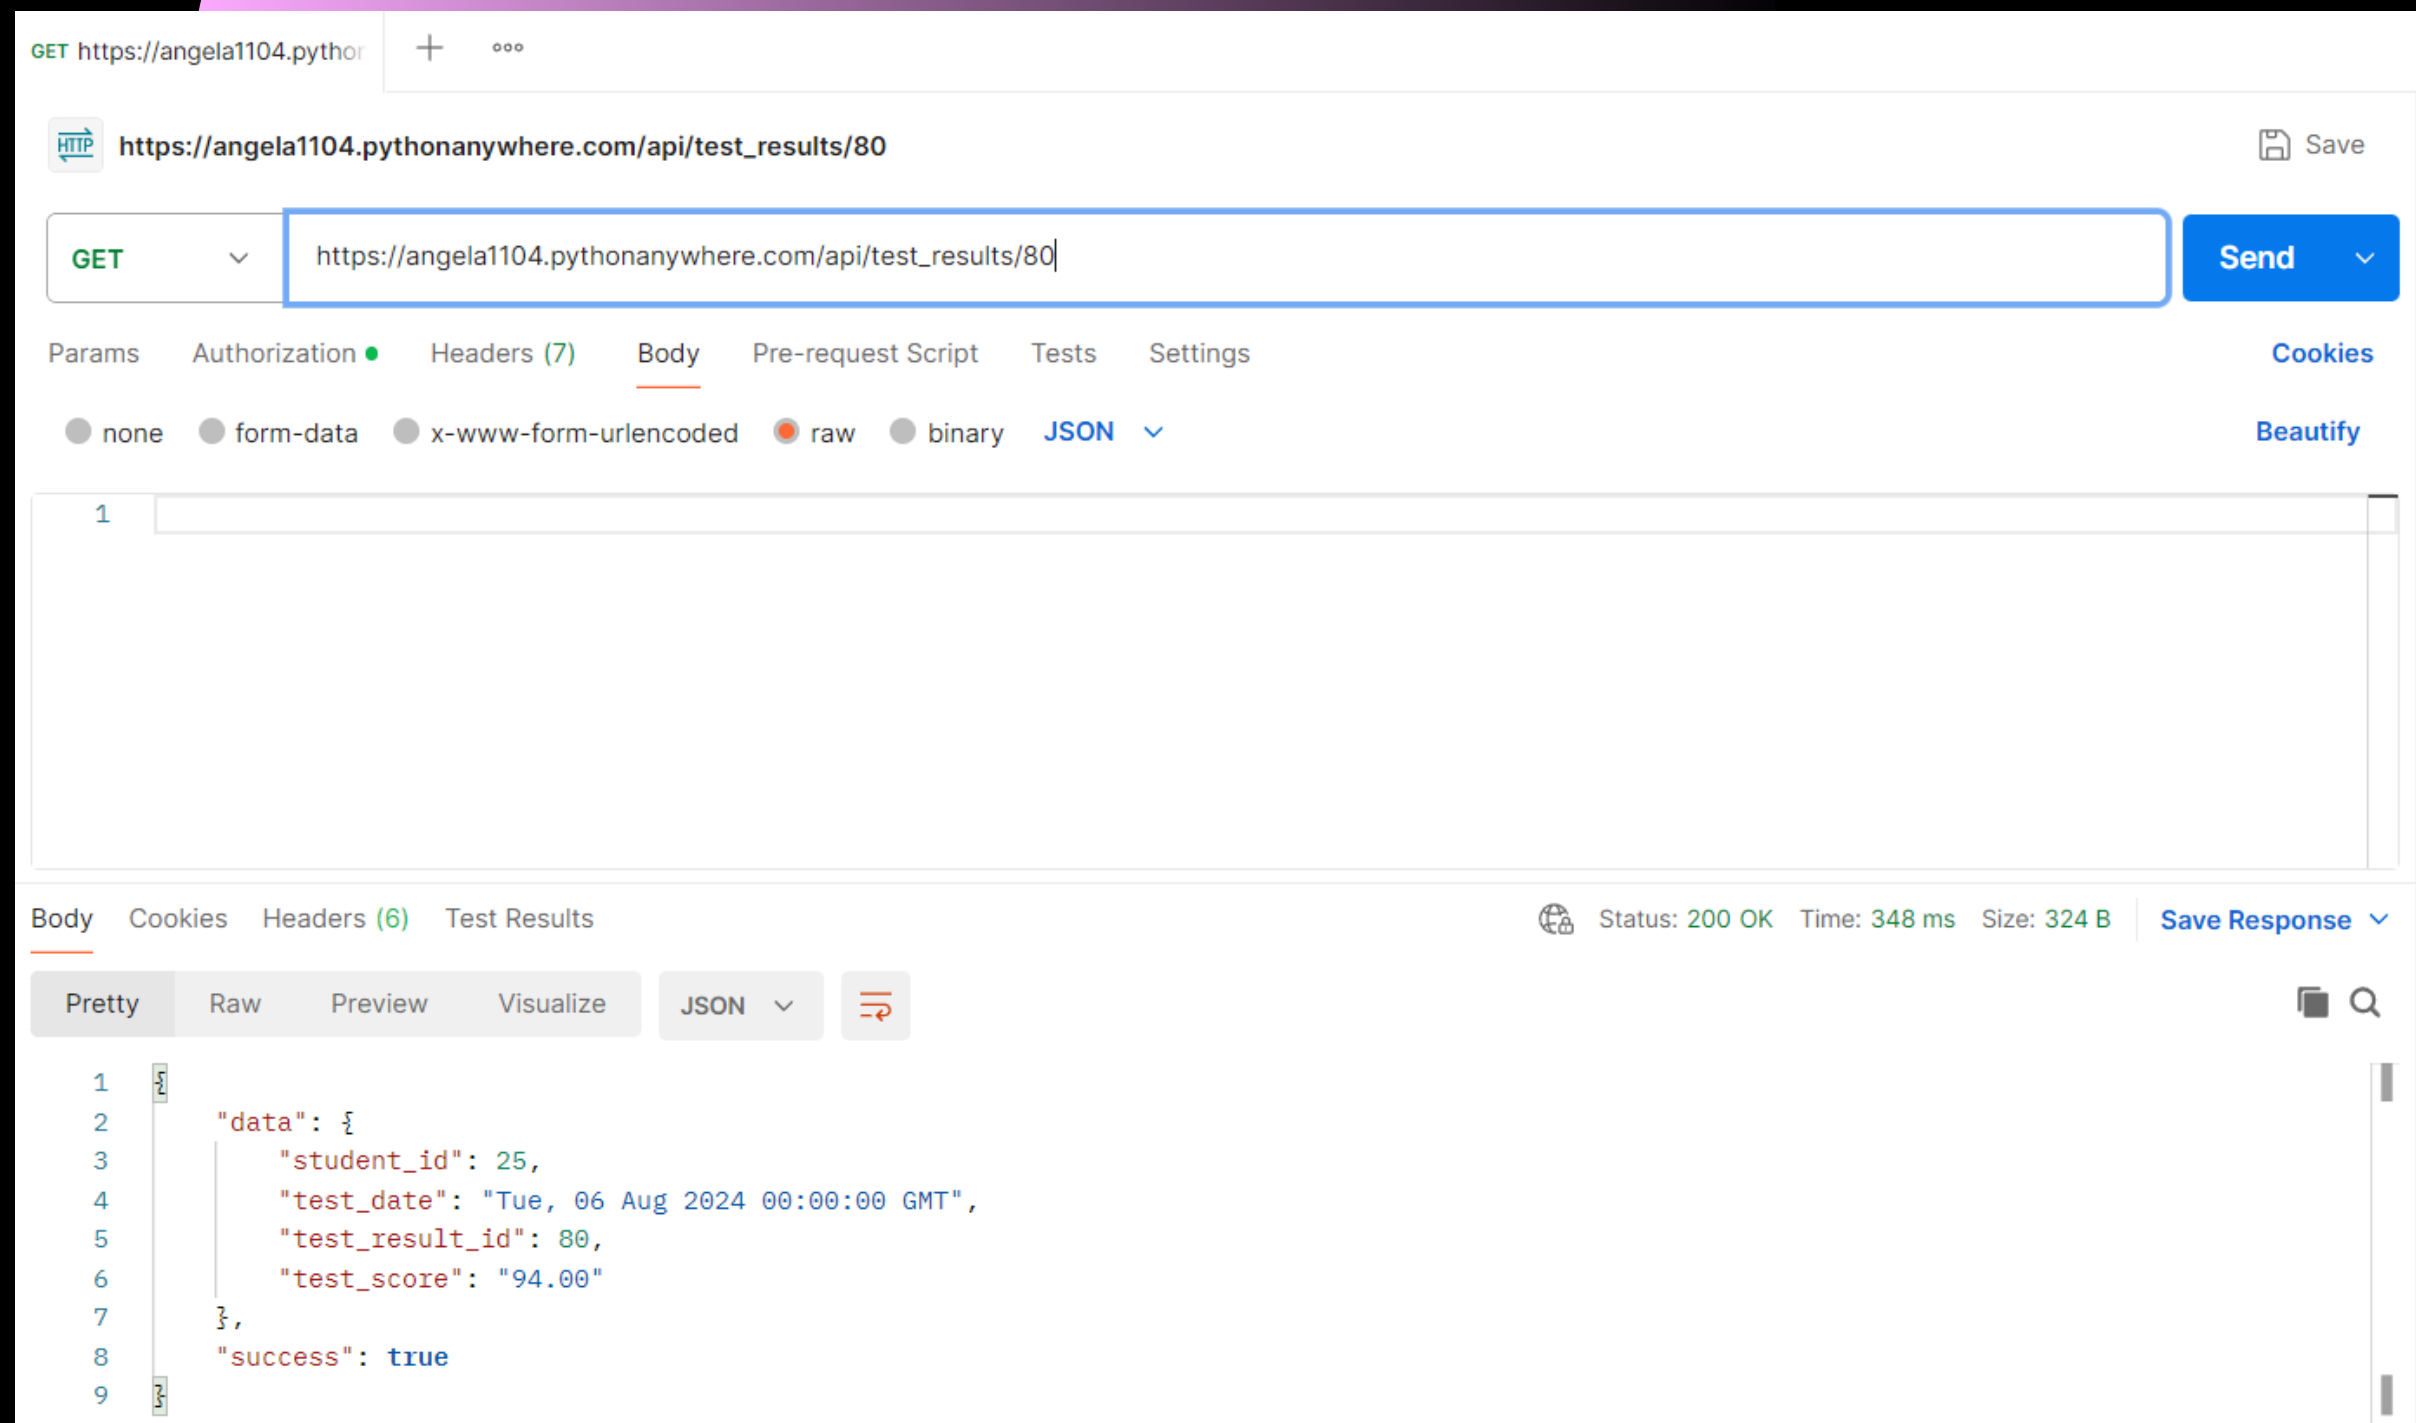 GET https://angela1104.python
https://angela1104.pythonanywhere.com/api/test_results/80
Save
GET https://angela1104.pythonanywhere.com/api/test_results/80 Send
Params Authorization Headers (7) Body Pre-request Script Tests Settings Cookies
none form-data x-www-form-urlencoded raw binary JSON Beautify
1
Body Cookies Headers (6) Test Results Status: 200 OK Time: 348 ms Size: 324 B Save Response
Pretty Raw Preview Visualize JSON
1 {
2 "data": {
3 "student_id": 25,
4 "test_date": "Tue, 06 Aug 2024 00:00:00 GMT",
5 "test_result_id": 80,
6 "test_score": "94.00"
7 },
8 "success": true
9 }